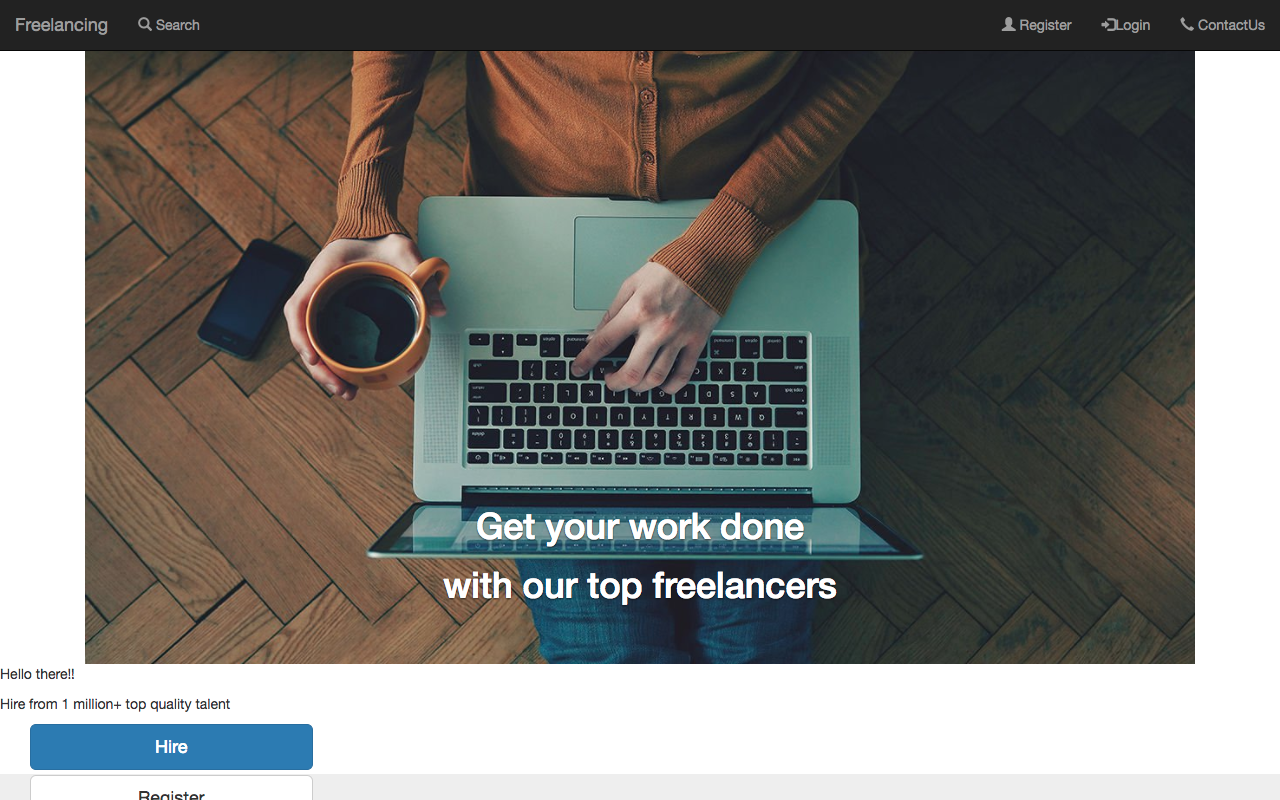 Freelancing Search Register Login ContactUs
Get your work done
with our top freelancers
Hello there!!
Hire from 1 million+ top quality talent
Hire
Register